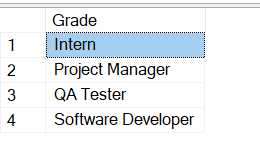 Grade
1 Intern
2 Project Manager
3 QA Tester
4 Software Developer